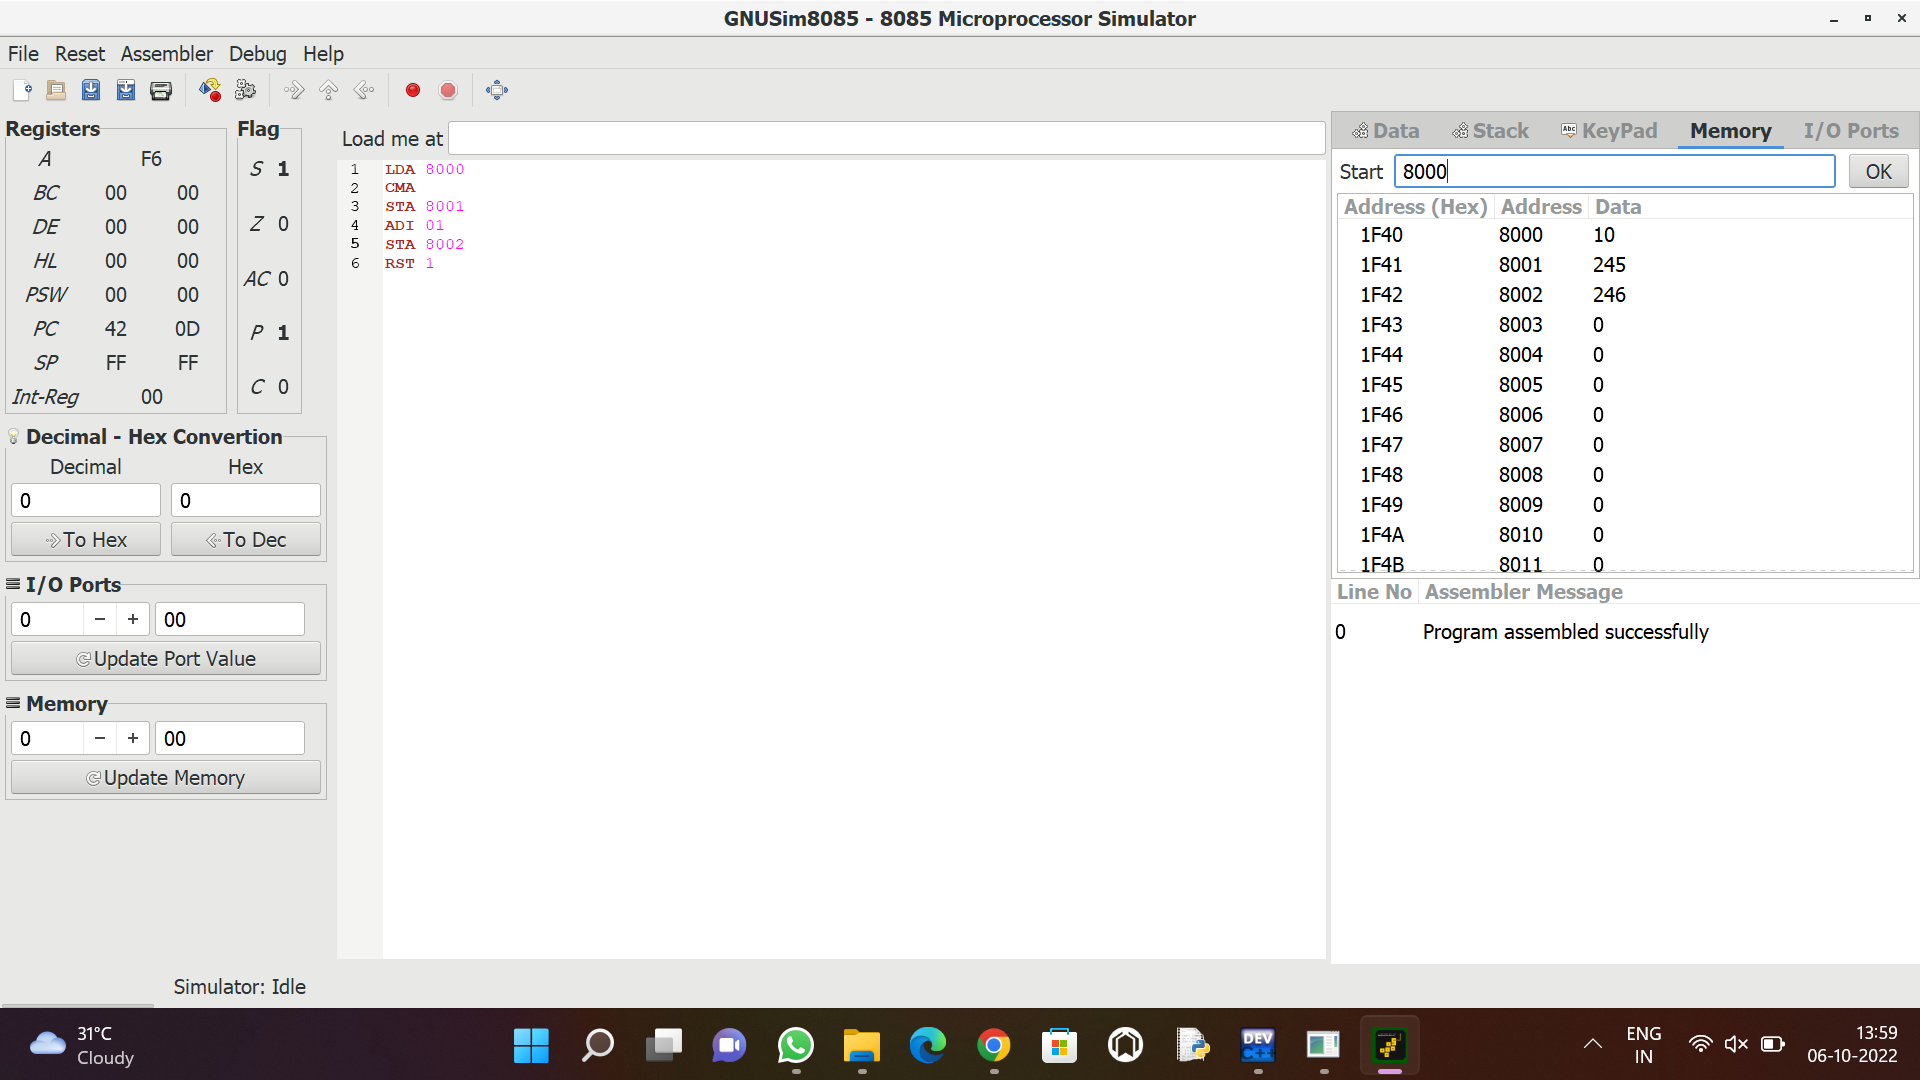 GNUSim8085 - 8085 Microprocessor Simulator
File Reset Assembler Debug Help
Registers
A F6
BC 00 00
DE 00 00
HL 00 00
PSW 00 00
PC 42 0D
SP FF FF
Int-Reg 00
Flag
S 1
Z 0
AC 0
P 1
C 0
Decimal - Hex Convertion
Decimal Hex
0 0
To Hex To Dec
I/O Ports
0 − + 00
Update Port Value
Memory
0 − + 00
Update Memory
Load me at
1 LDA 8000
2 CMA
3 STA 8001
4 ADI 01
5 STA 8002
6 RST 1
Data Stack Abc KeyPad Memory I/O Ports
Start 8000 OK
Address (Hex) Address Data
1F40 8000 10
1F41 8001 245
1F42 8002 246
1F43 8003 0
1F44 8004 0
1F45 8005 0
1F46 8006 0
1F47 8007 0
1F48 8008 0
1F49 8009 0
1F4A 8010 0
1F4B 8011 0
Line No Assembler Message
0 Program assembled successfully
Simulator: Idle
31°C
Cloudy
DEV
C++
ENG
IN
13:59
06-10-2022